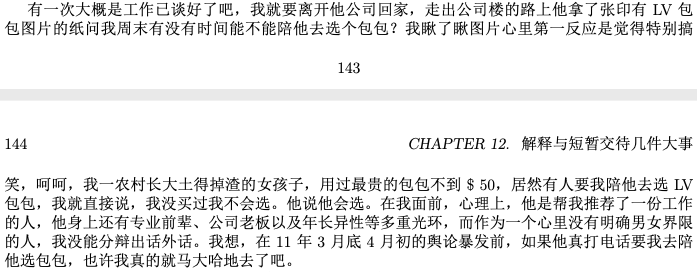 有一次大概是工作已谈好了吧，我就要离开他公司回家，走出公司楼的路上他拿了张印有 LV 包
包图片的纸问我周末有没有时间能不能陪他去选个包包？我瞅了瞅图片心里第一反应是觉得特别搞
143
144 CHAPTER 12. 解释与短暂交待几件大事
笑，呵呵，我一农村长大土得掉渣的女孩子，用过最贵的包包不到 $ 50，居然有人要我陪他去选 LV
包包，我就直接说，我没买过我不会选。他说他会选。在我面前，心理上，他是帮我推荐了一份工作
的人，他身上还有专业前辈、公司老板以及年长异性等多重光环，而作为一个心里没有明确男女界限
的人，我没能分辩出话外话。我想，在 11 年 3 月底 4 月初的舆论暴发前，如果他真打电话要我去陪
他选包包，也许我真的就马大哈地去了吧。